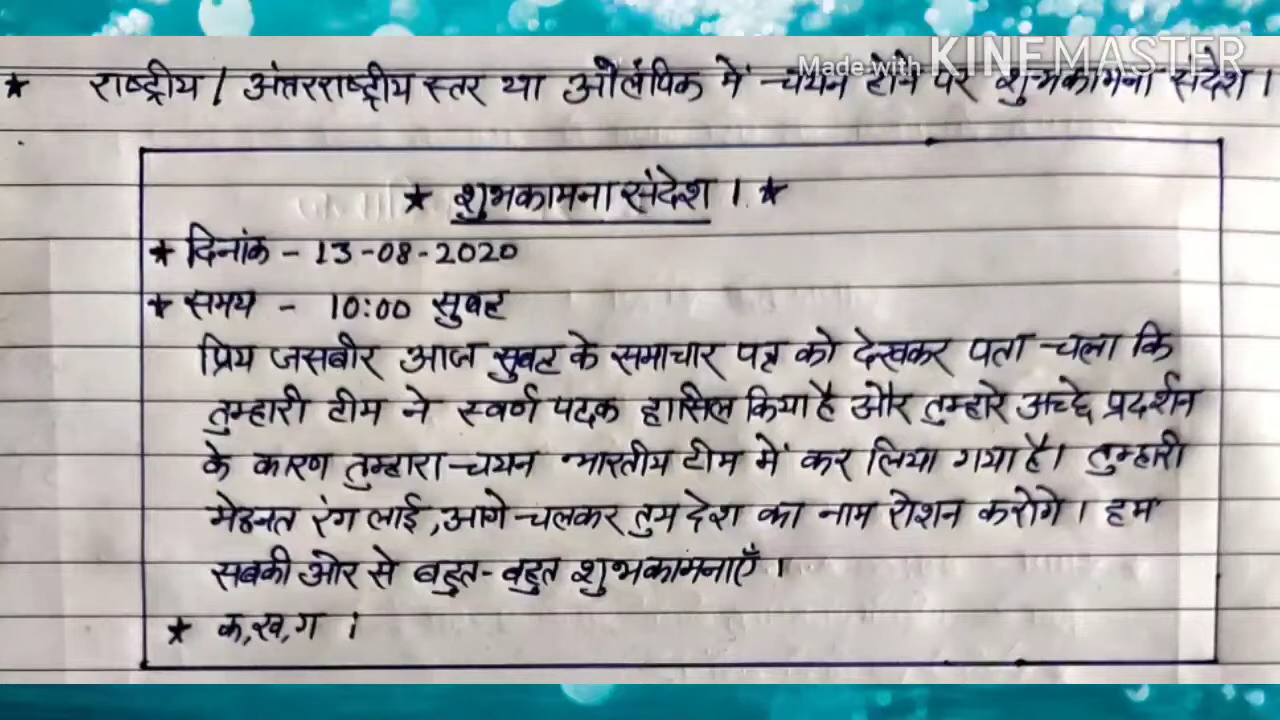 Made with KINEMASTER
★ राष्ट्रीय / अंतरराष्ट्रीय स्तर या ओलंपिक में चयन होने पर शुभकामना संदेश ।
★ शुभकामना संदेश । ★
★ दिनांक - 13-08-2020
★ समय - 10:00 सुबह
प्रिय जसबीर आज सुबह के समाचार पत्र को देखकर पता चला कि
तुम्हारी टीम ने स्वर्ण पदक हासिल किया है और तुम्हारे अच्छे प्रदर्शन
के कारण तुम्हारा चयन भारतीय टीम में कर लिया गया है। तुम्हारी
मेहनत रंग लाई, आगे चलकर तुम देश का नाम रोशन करोगे । हम
सबकी ओर से बहुत-बहुत शुभकामनाएँ ।
★ क,ख,ग ।